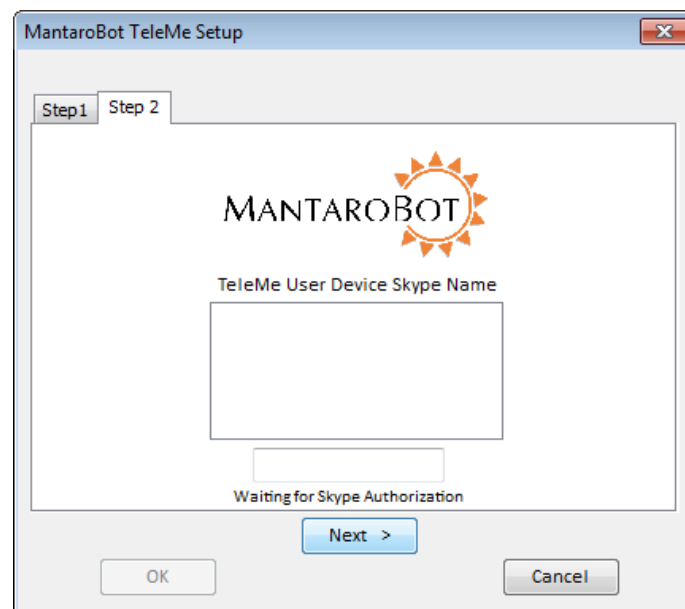 MantaroBot TeleMe Setup
Step1 Step 2
MANTAROBOT
TeleMe User Device Skype Name
Waiting for Skype Authorization
Next >
OK Cancel